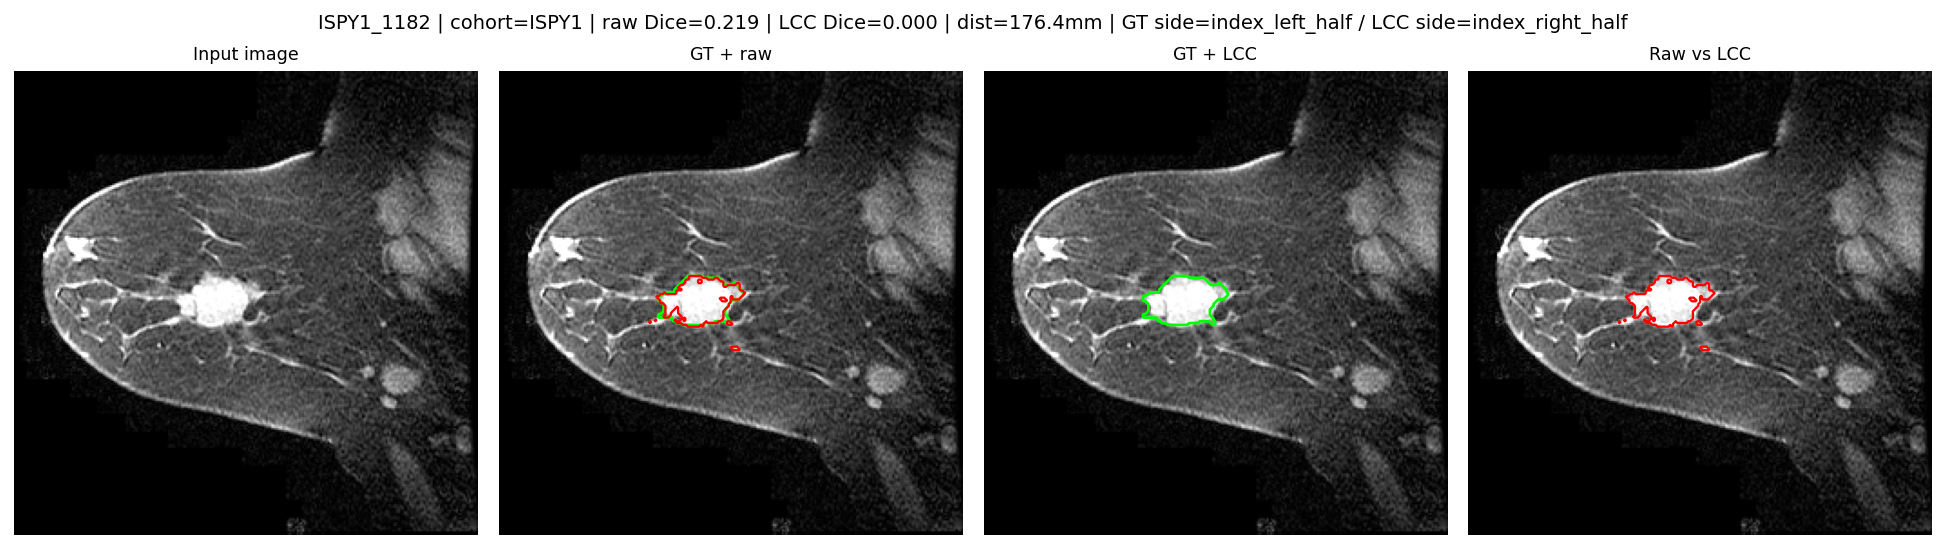 ISPY1_1182 | cohort=ISPY1 | raw Dice=0.219 | LCC Dice=0.000 | dist=176.4mm | GT side=index_left_half / LCC side=index_right_half
Input image
GT + raw
GT + LCC
Raw vs LCC